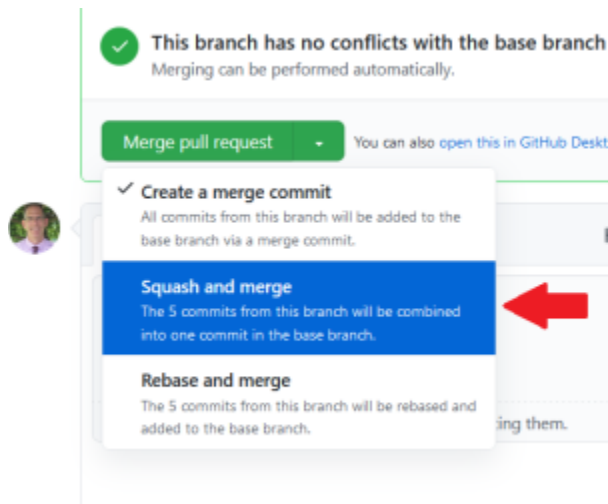 This branch has no conflicts with the base branch
Merging can be performed automatically.
Merge pull request
You can also open this in GitHub Deskt
Create a merge commit
All commits from this branch will be added to the
base branch via a merge commit.
Squash and merge
The 5 commits from this branch will be combined
into one commit in the base branch.
Rebase and merge
The 5 commits from this branch will be rebased and
added to the base branch.
ing them.